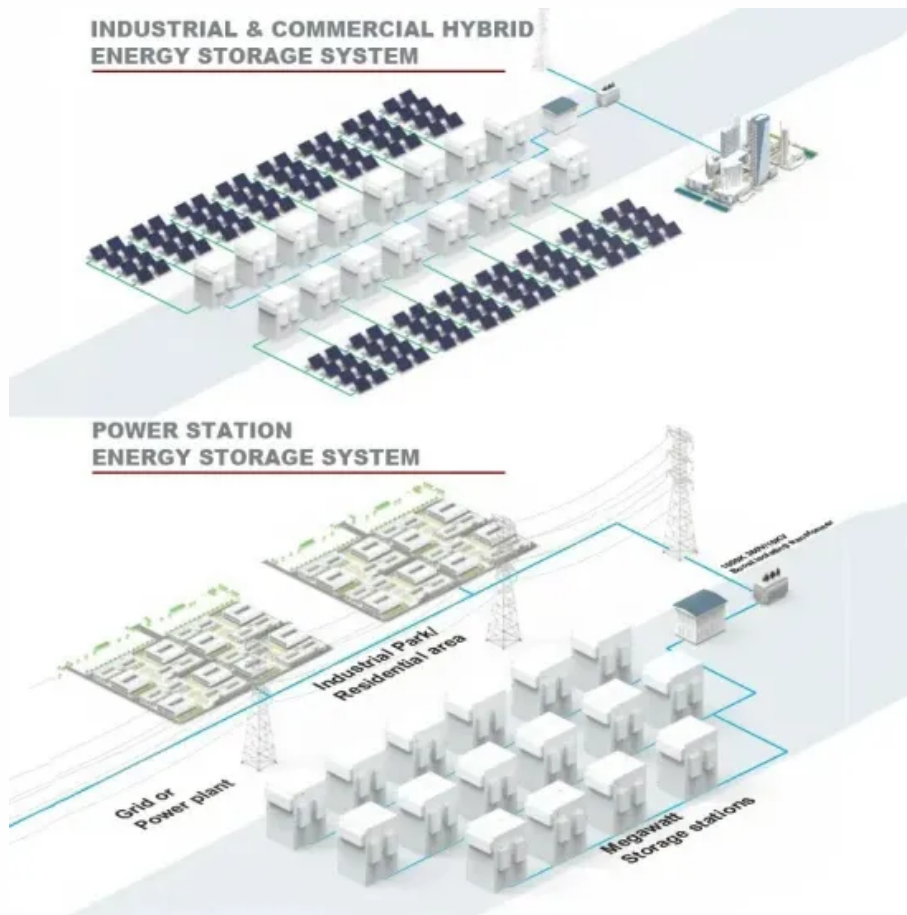 INDUSTRIAL & COMMERCIAL HYBRID
ENERGY STORAGE SYSTEM
POWER STATION
ENERGY STORAGE SYSTEM
Industrial Park/
Residential area
Grid or
Power plant
Megawatt
Storage stations